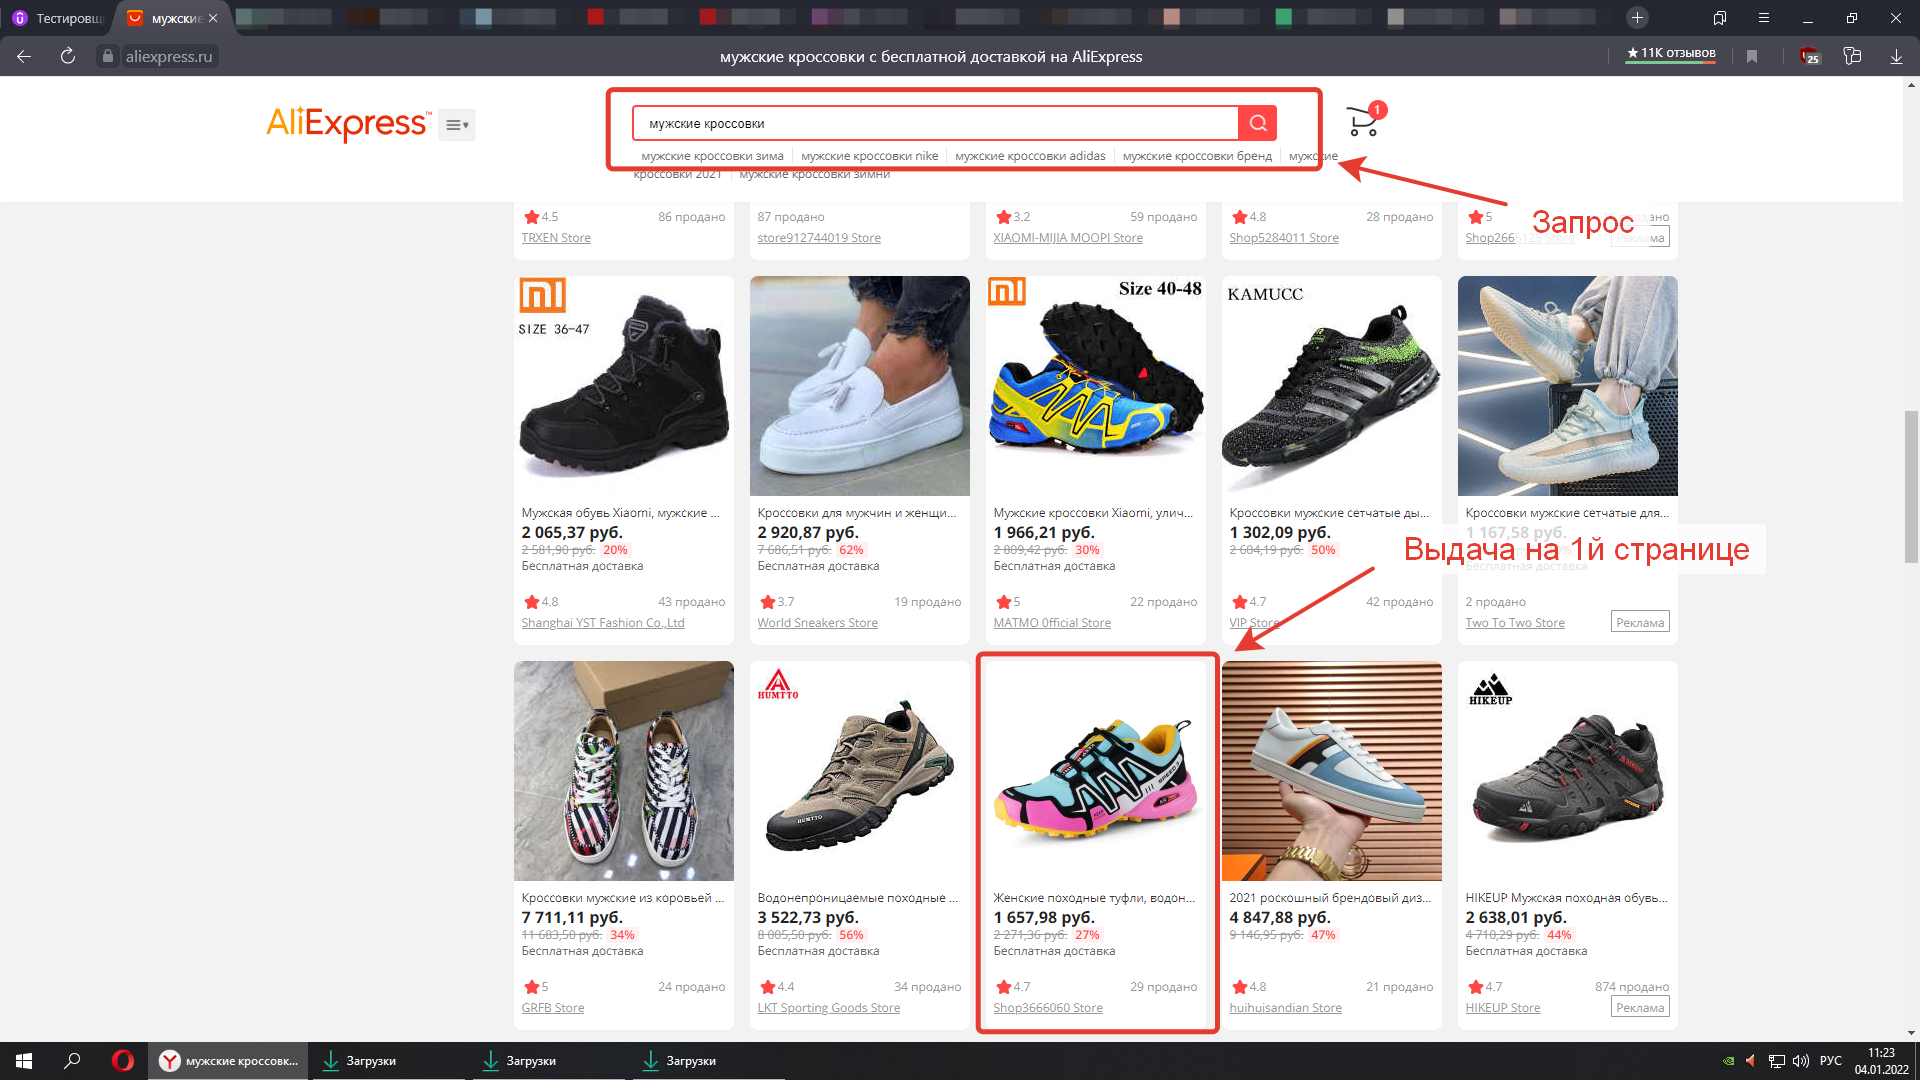 Тестировщ
мужские
aliexpress.ru
мужские кроссовки с бесплатной доставкой на AliExpress
★ 11K отзывов
25
AliExpress
мужские кроссовки
1
мужские кроссовки зима
мужские кроссовки nike
мужские кроссовки adidas
мужские кроссовки бренд
мужские
кроссовки 2021
мужские кроссовки зимни
Запрос
4.5
86 продано
TRXEN Store
87 продано
store912744019 Store
3.2
59 продано
XIAOMI-MIJIA MOOPI Store
4.8
28 продано
Shop5284011 Store
5
Реклама
SIZE 36-47
Size 40-48
KAMUCC
Мужская обувь Xiaomi, мужские ...
2 065,37 руб.
2 581,90 руб. 20%
Бесплатная доставка
4.8
43 продано
Shanghai YST Fashion Co.,Ltd
Кроссовки для мужчин и женщи...
2 920,87 руб.
7 686,51 руб. 62%
Бесплатная доставка
3.7
19 продано
World Sneakers Store
Мужские кроссовки Xiaomi, улич...
1 966,21 руб.
2 809,42 руб. 30%
Бесплатная доставка
5
22 продано
MATMO 0fficial Store
Кроссовки мужские сетчатые ды...
1 302,09 руб.
2 604,19 руб. 50%
4.7
42 продано
VIP Store
Кроссовки мужские сетчатые для...
1 167,58 руб.
Бесплатная доставка
2 продано
Two To Two Store
Реклама
Выдача на 1й странице
HUMTTO
HUMTTO
SPEED 3
HIKEUP
Кроссовки мужские из коровьей ...
7 711,11 руб.
11 683,50 руб. 34%
Бесплатная доставка
5
24 продано
GRFB Store
Водонепроницаемые походные ...
3 522,73 руб.
8 005,50 руб. 56%
Бесплатная доставка
4.4
34 продано
LKT Sporting Goods Store
Женские походные туфли, водон...
1 657,98 руб.
2 271,36 руб. 27%
Бесплатная доставка
4.7
29 продано
Shop3666060 Store
2021 роскошный брендовый диз...
4 847,88 руб.
9 146,95 руб. 47%
4.8
21 продано
huihuisandian Store
HIKEUP Мужская походная обувь...
2 638,01 руб.
4 710,29 руб. 44%
Бесплатная доставка
4.7
874 продано
HIKEUP Store
Реклама
мужские кроссовк...
Загрузки
Загрузки
Загрузки
РУС
11:23
04.01.2022